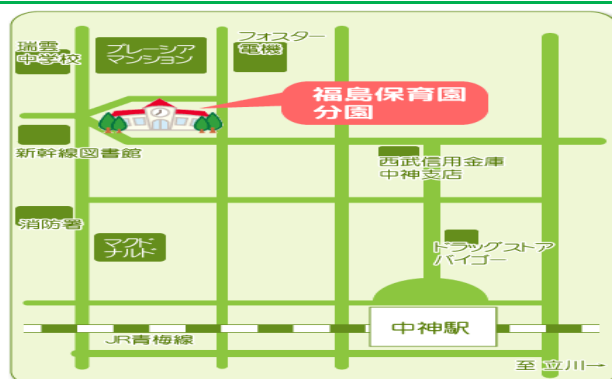 瑞雲
中学校
プレーシア
マンション
フォスター
電機
福島保育園
分園
新幹線図書館
西武信用金庫
中神支店
消防署
マクド
ナルド
ドラッグストア
バイゴー
中神駅
JR青梅線
至 立川→